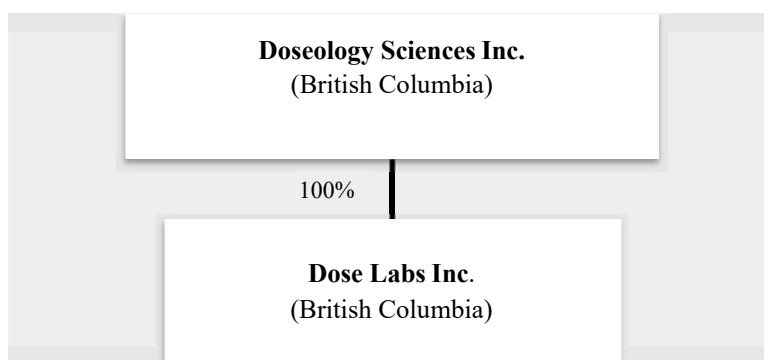 Doseology Sciences Inc.
(British Columbia)
100%
Dose Labs Inc.
(British Columbia)